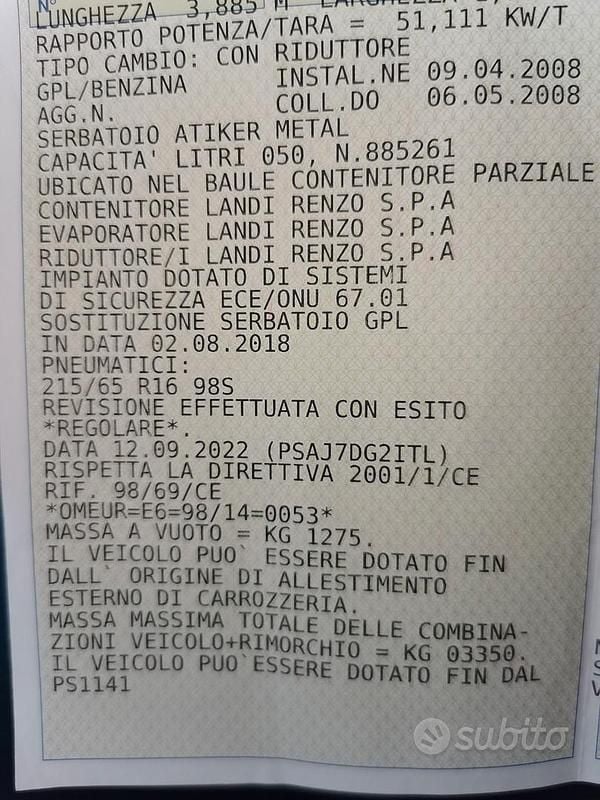 N°
LUNGHEZZA 3,885 M LARGHEZZA 1,
RAPPORTO POTENZA/TARA = 51,111 KW/T
TIPO CAMBIO: CON RIDUTTORE
GPL/BENZINA INSTAL.NE 09.04.2008
AGG.N. COLL.DO 06.05.2008
SERBATOIO ATIKER METAL
CAPACITA' LITRI 050, N.885261
UBICATO NEL BAULE CONTENITORE PARZIALE
CONTENITORE LANDI RENZO S.P.A
EVAPORATORE LANDI RENZO S.P.A
RIDUTTORE/I LANDI RENZO S.P.A
IMPIANTO DOTATO DI SISTEMI
DI SICUREZZA ECE/ONU 67.01
SOSTITUZIONE SERBATOIO GPL
IN DATA 02.08.2018
PNEUMATICI:
215/65 R16 98S
REVISIONE EFFETTUATA CON ESITO
*REGOLARE*.
DATA 12.09.2022 (PSAJ7DG2ITL)
RISPETTA LA DIRETTIVA 2001/1/CE
RIF. 98/69/CE
*OMEUR=E6=98/14=0053*
MASSA A VUOTO = KG 1275.
IL VEICOLO PUO` ESSERE DOTATO FIN
DALL` ORIGINE DI ALLESTIMENTO
ESTERNO DI CARROZZERIA.
MASSA MASSIMA TOTALE DELLE COMBINA-
ZIONI VEICOLO+RIMORCHIO = KG 03350.
IL VEICOLO PUO`ESSERE DOTATO FIN DAL
PS1141
subito